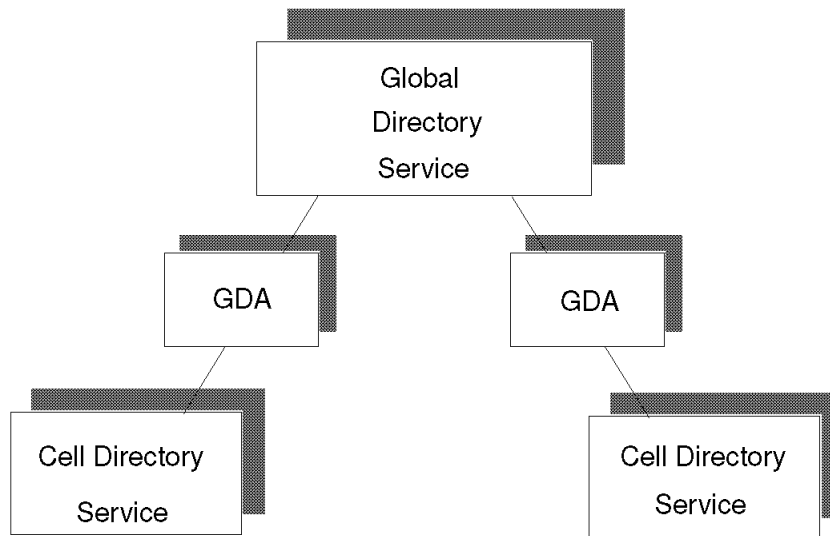 Global
Directory
Service
GDA
GDA
Cell Directory
Service
Cell Directory
Service